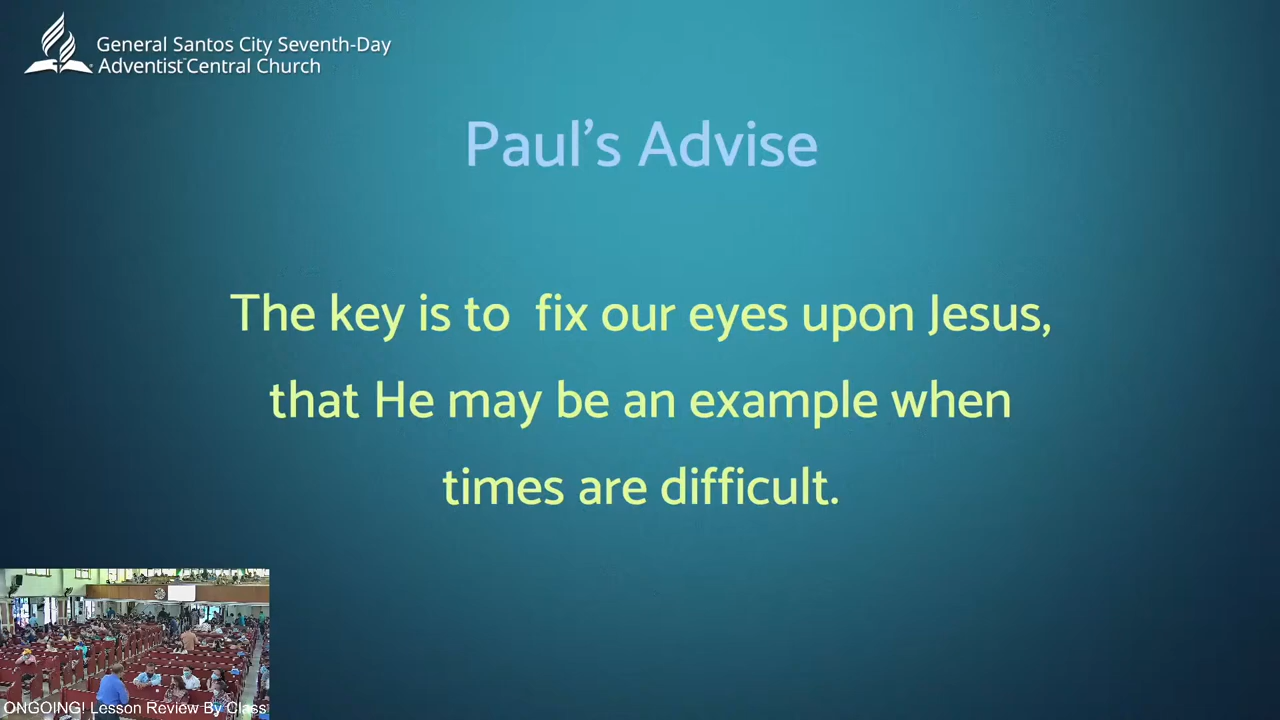 General Santos City Seventh-Day
Adventist Central Church
Paul's Advise
The key is to fix our eyes upon Jesus,
that He may be an example when
times are difficult.
ONGOING! Lesson Review By Class